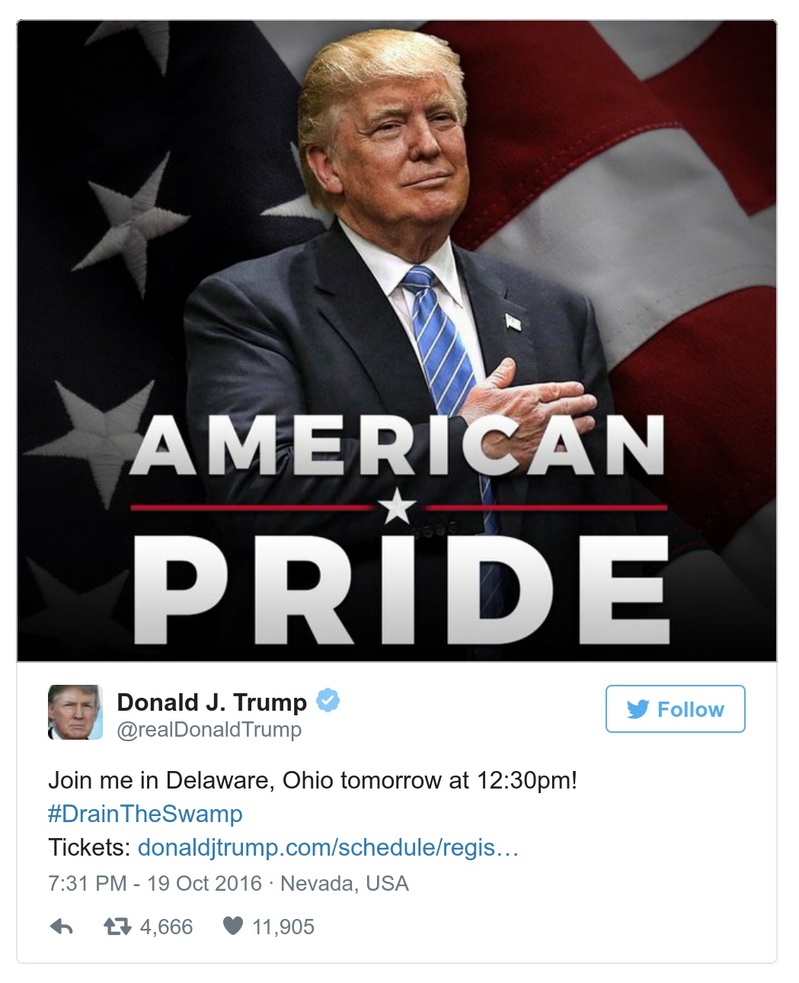 AMERICAN
PRIDE
Donald J. Trump
Follow
@realDonaldTrump
Join me in Delaware, Ohio tomorrow at 12:30pm!
#DrainTheSwamp
Tickets: donaldjtrump.com/schedule/regis…
7:31 PM - 19 Oct 2016 · Nevada, USA
4,666 11,905